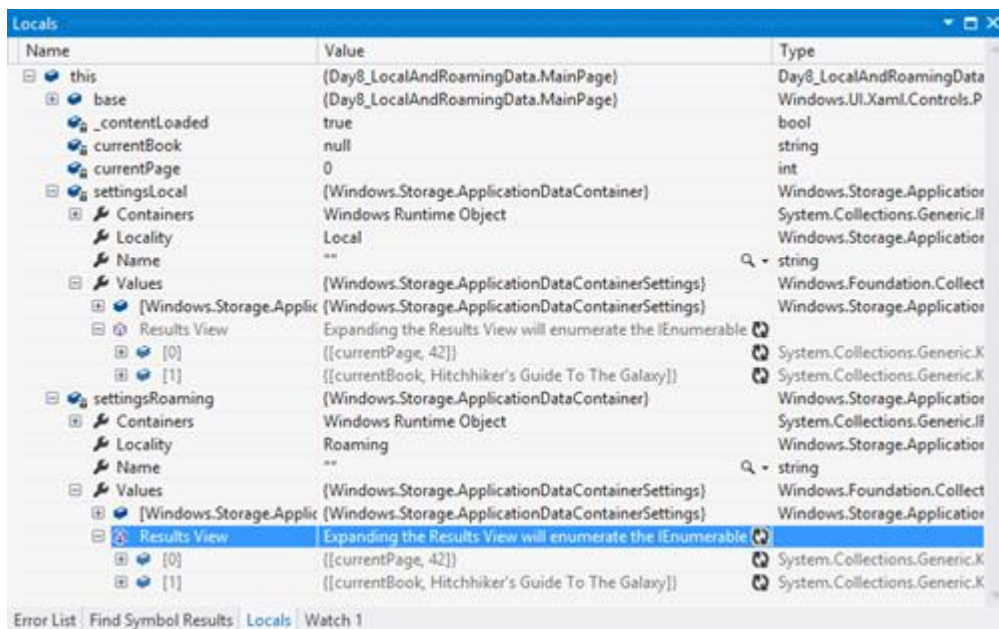 Locals
Name Value Type
this {Day8_LocalAndRoamingData.MainPage} Day8_LocalAndRoamingData
base {Day8_LocalAndRoamingData.MainPage} Windows.UI.Xaml.Controls.P
_contentLoaded true bool
currentBook null string
currentPage 0 int
settingsLocal {Windows.Storage.ApplicationDataContainer} Windows.Storage.Application
Containers Windows Runtime Object System.Collections.Generic.IR
Locality Local Windows.Storage.Application
Name "" string
Values {Windows.Storage.ApplicationDataContainerSettings} Windows.Foundation.Collect
[Windows.Storage.Applic {Windows.Storage.ApplicationDataContainerSettings} Windows.Storage.Application
Results View Expanding the Results View will enumerate the IEnumerable
[0] {[currentPage, 42]} System.Collections.Generic.K
[1] {[currentBook, Hitchhiker's Guide To The Galaxy]} System.Collections.Generic.K
settingsRoaming {Windows.Storage.ApplicationDataContainer} Windows.Storage.Application
Containers Windows Runtime Object System.Collections.Generic.IR
Locality Roaming Windows.Storage.Application
Name "" string
Values {Windows.Storage.ApplicationDataContainerSettings} Windows.Foundation.Collect
[Windows.Storage.Applic {Windows.Storage.ApplicationDataContainerSettings} Windows.Storage.Application
Results View Expanding the Results View will enumerate the IEnumerable
[0] {[currentPage, 42]} System.Collections.Generic.K
[1] {[currentBook, Hitchhiker's Guide To The Galaxy]} System.Collections.Generic.K
Error List Find Symbol Results Locals Watch 1